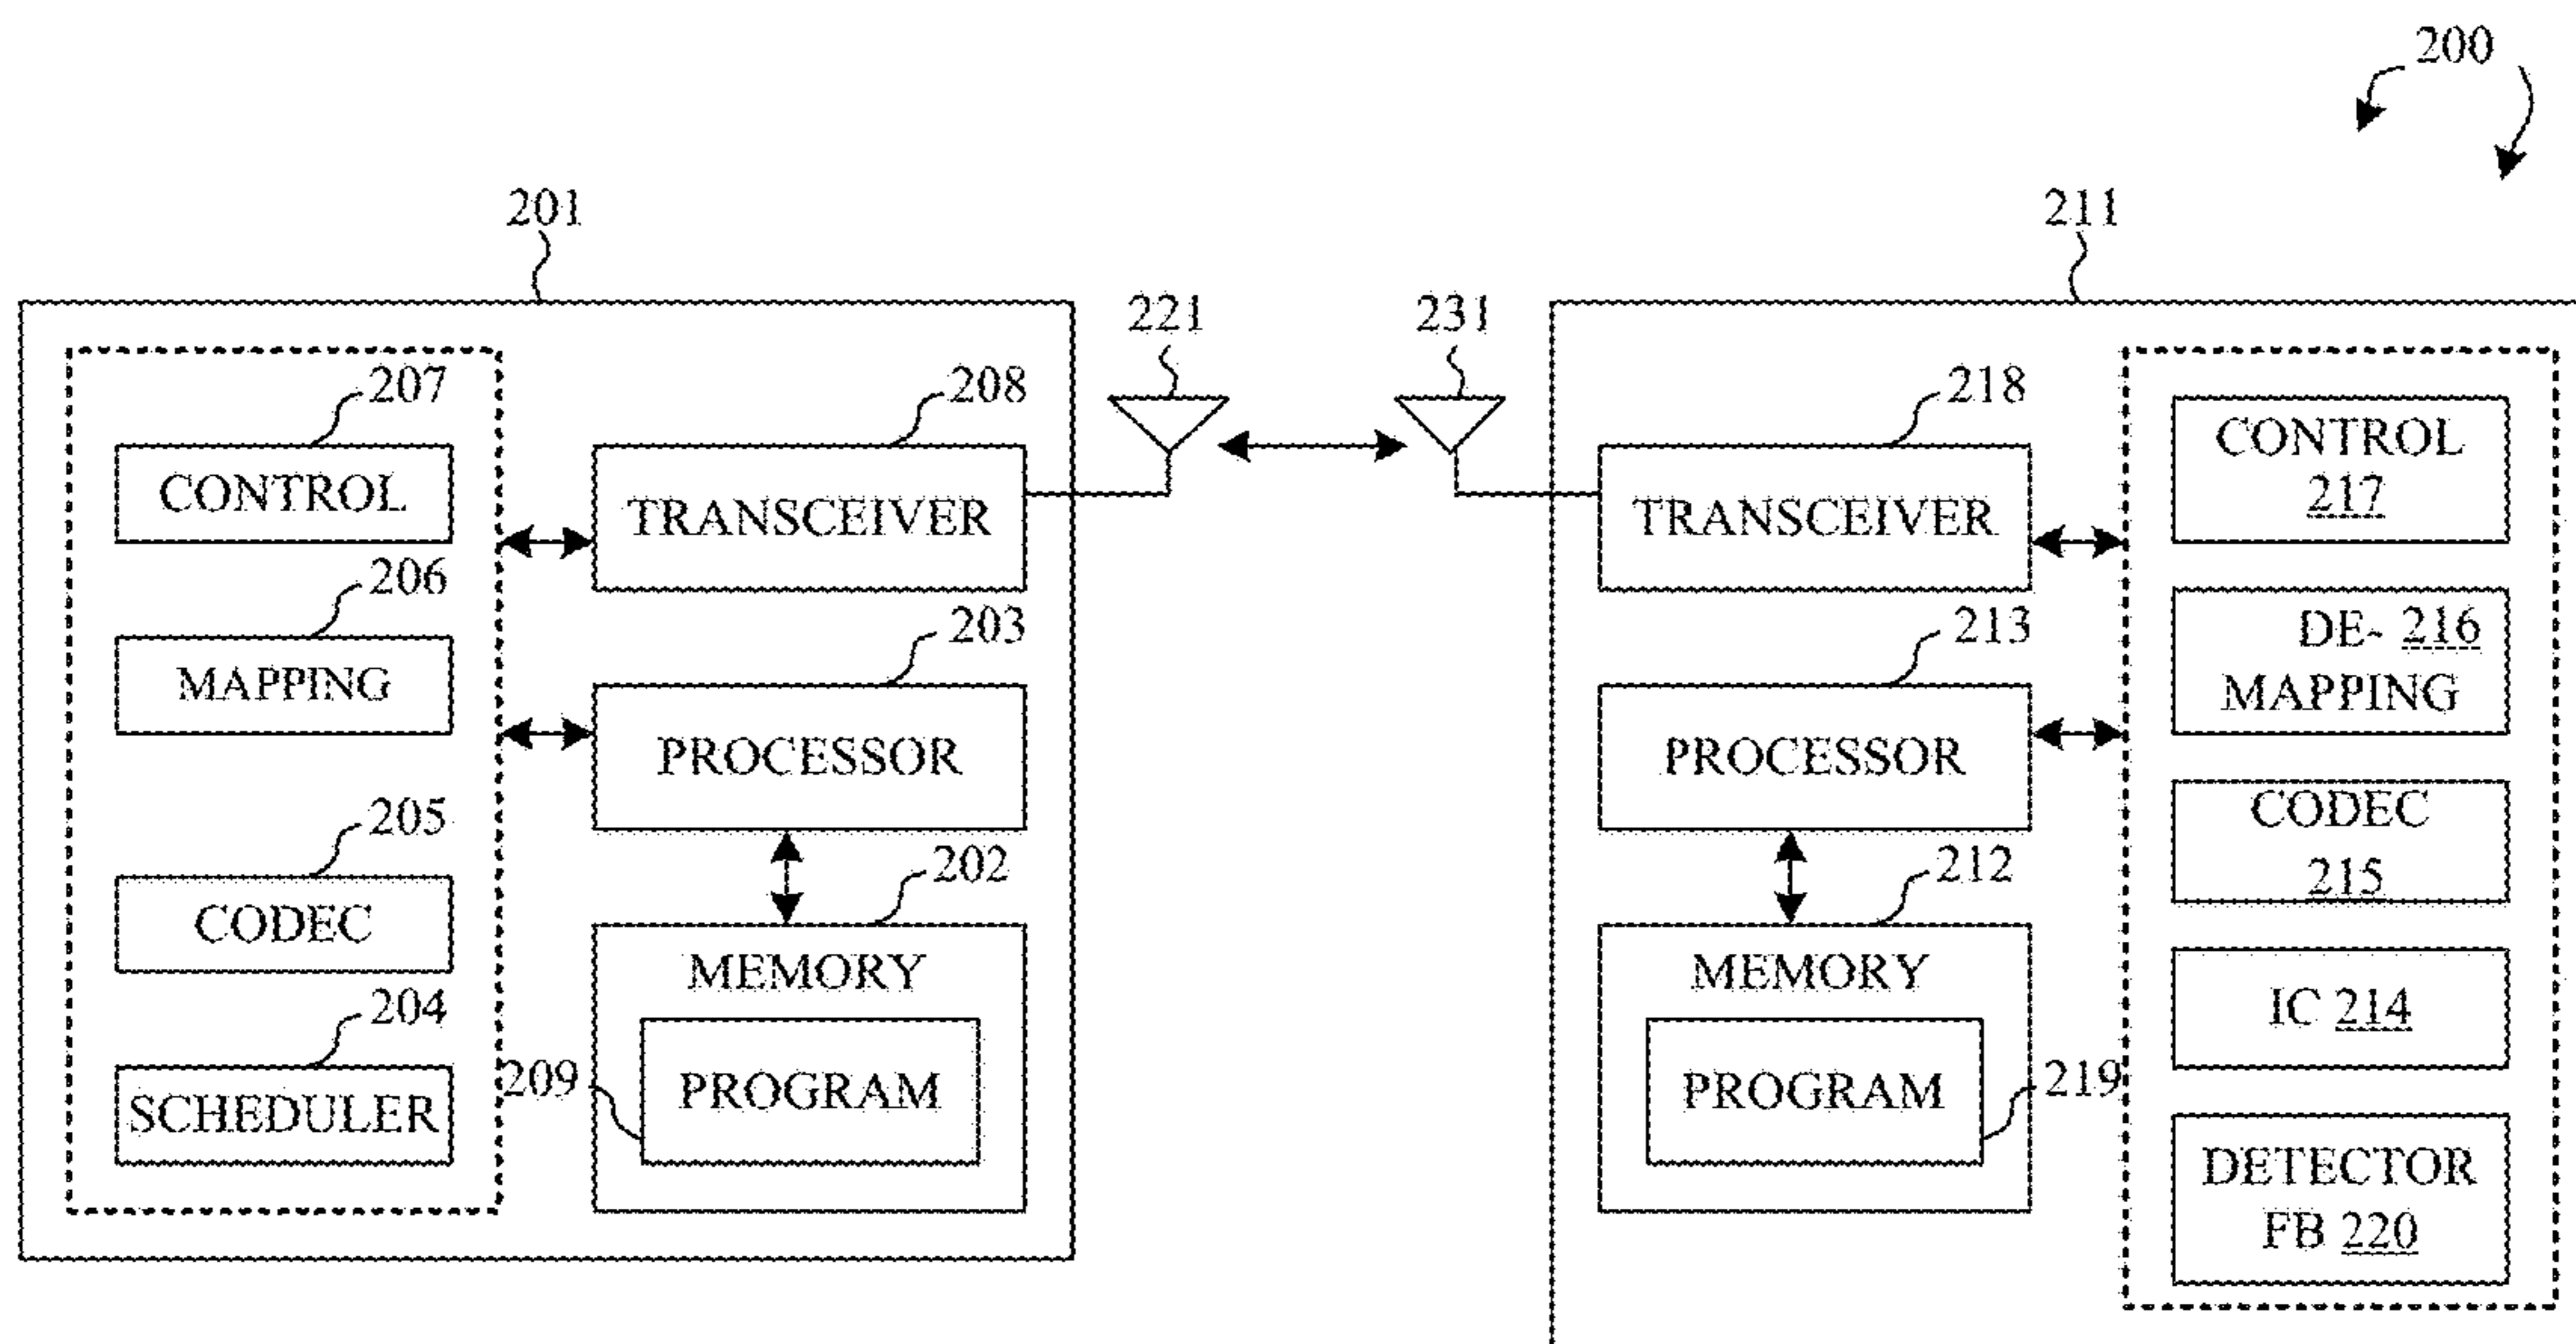 200
201
211
221
231
207
208
218
CONTROL
TRANSCEIVER
TRANSCEIVER
CONTROL
217
206
203
213
MAPPING
PROCESSOR
PROCESSOR
DE- 216
MAPPING
205
202
212
CODEC
MEMORY
MEMORY
CODEC
215
204
209
SCHEDULER
PROGRAM
PROGRAM
219
IC 214
DETECTOR
FB 220